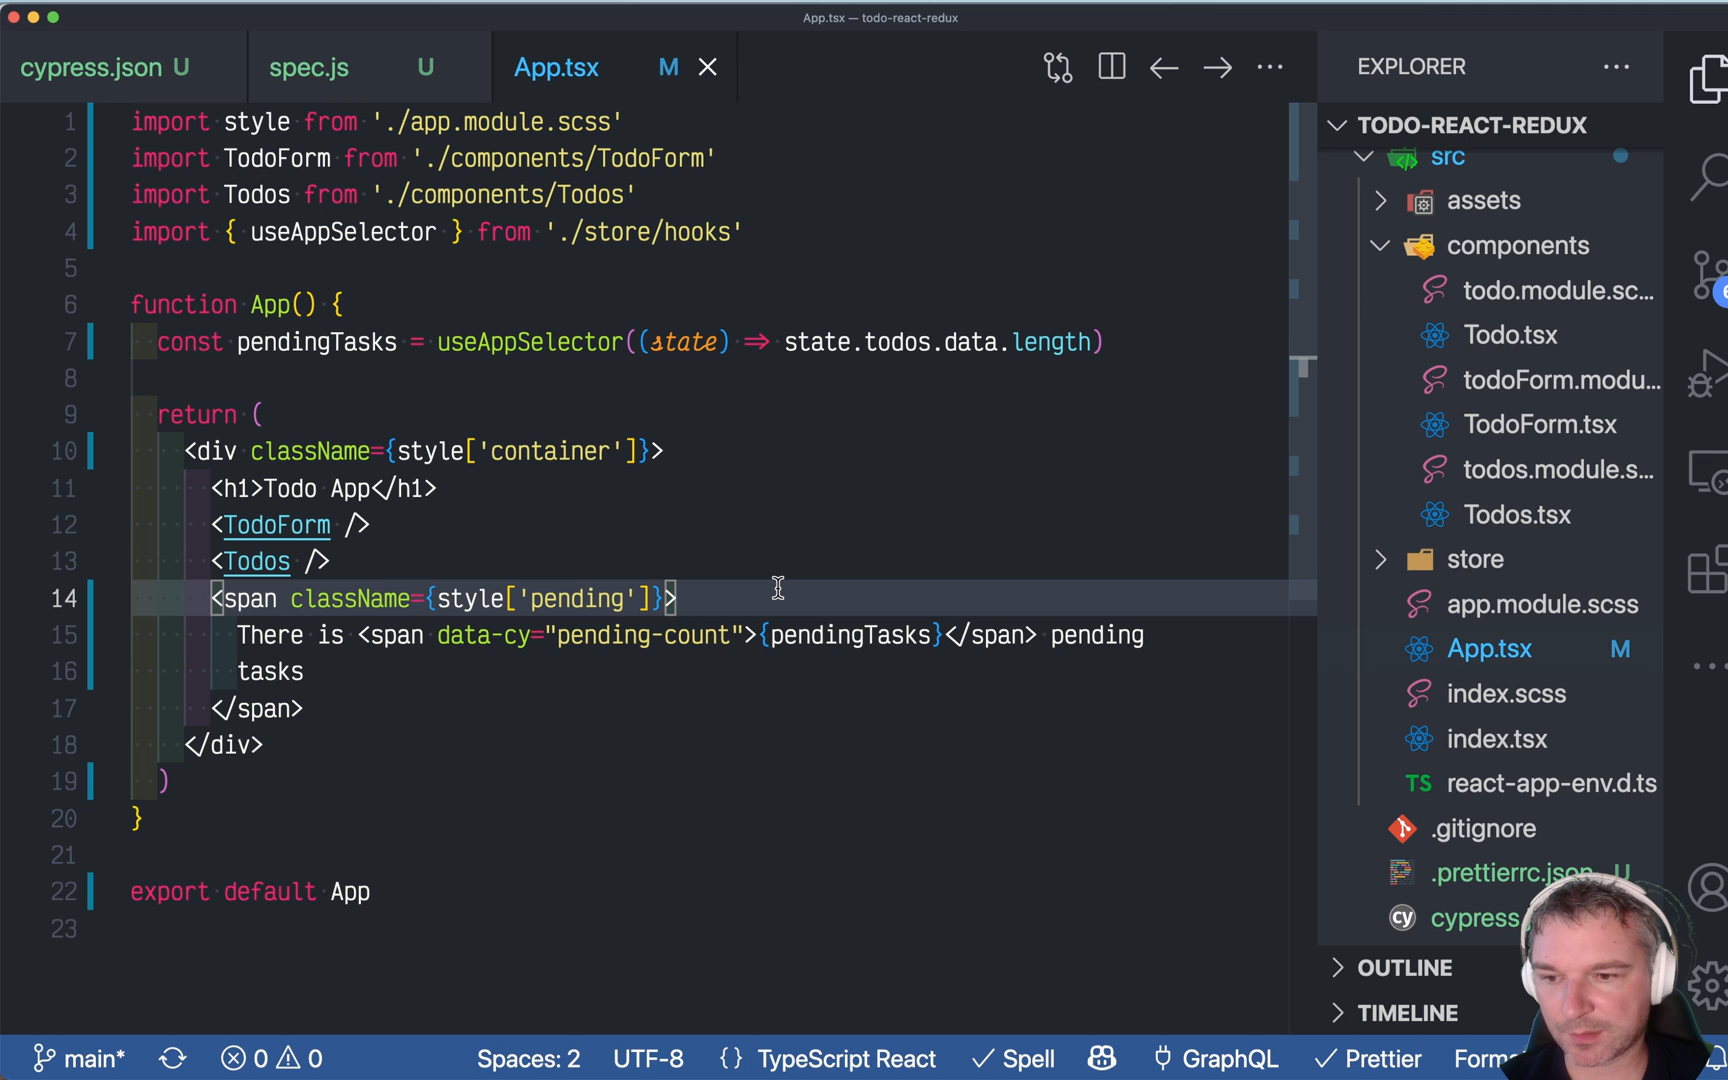 App.tsx — todo-react-redux
cypress.json U
spec.js U
App.tsx M
EXPLORER
TODO-REACT-REDUX
src
assets
components
todo.module.sc...
Todo.tsx
todoForm.modu...
TodoForm.tsx
todos.module.s...
Todos.tsx
store
app.module.scss
App.tsx M
index.scss
index.tsx
TS react-app-env.d.ts
.gitignore
.prettierrc.json U
cy cypress.
OUTLINE
TIMELINE
1 import style from './app.module.scss'
2 import TodoForm from './components/TodoForm'
3 import Todos from './components/Todos'
4 import { useAppSelector } from './store/hooks'
5
6 function App() {
7 const pendingTasks = useAppSelector((state) => state.todos.data.length)
8
9 return (
10 <div className={style['container']}>
11 <h1>Todo App</h1>
12 <TodoForm />
13 <Todos />
14 <span className={style['pending']}>
15 There is <span data-cy="pending-count">{pendingTasks}</span> pending
16 tasks
17 </span>
18 </div>
19 )
20 }
21
22 export default App
23
main* 0 0 Spaces: 2 UTF-8 {} TypeScript React Spell GraphQL Prettier